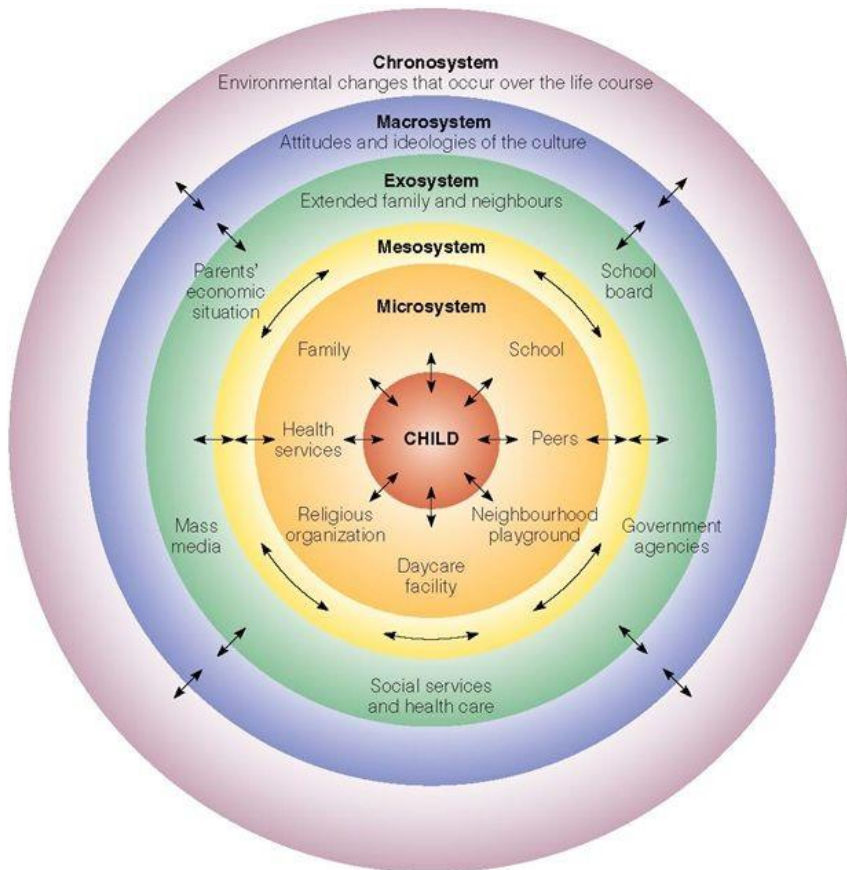 Chronosystem
Environmental changes that occur over the life course
Macrosystem
Attitudes and ideologies of the culture
Exosystem
Extended family and neighbours
Mesosystem
Parents'
economic
situation
School
board
Microsystem
Family
School
Health
services
CHILD
Peers
Religious
organization
Neighbourhood
playground
Mass
media
Government
agencies
Daycare
facility
Social services
and health care